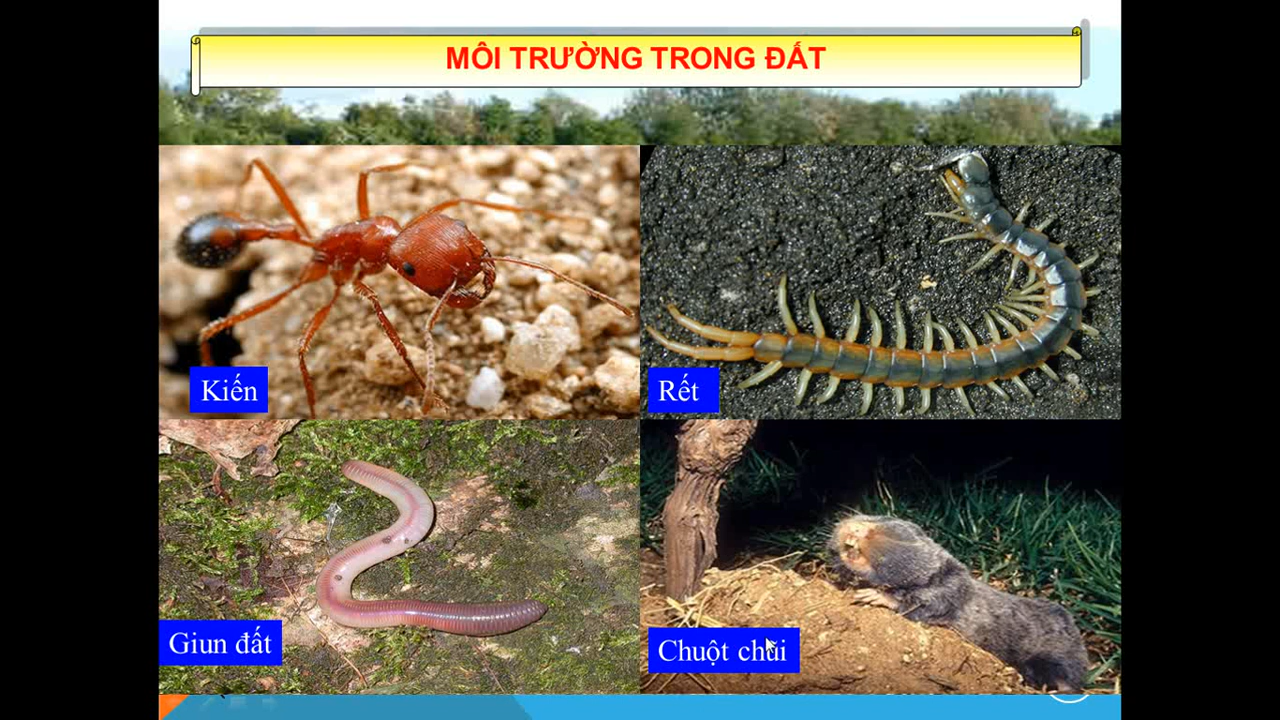 MÔI TRƯỜNG TRONG ĐẤT
Kiến
Rết
Giun đất
Chuột chũi